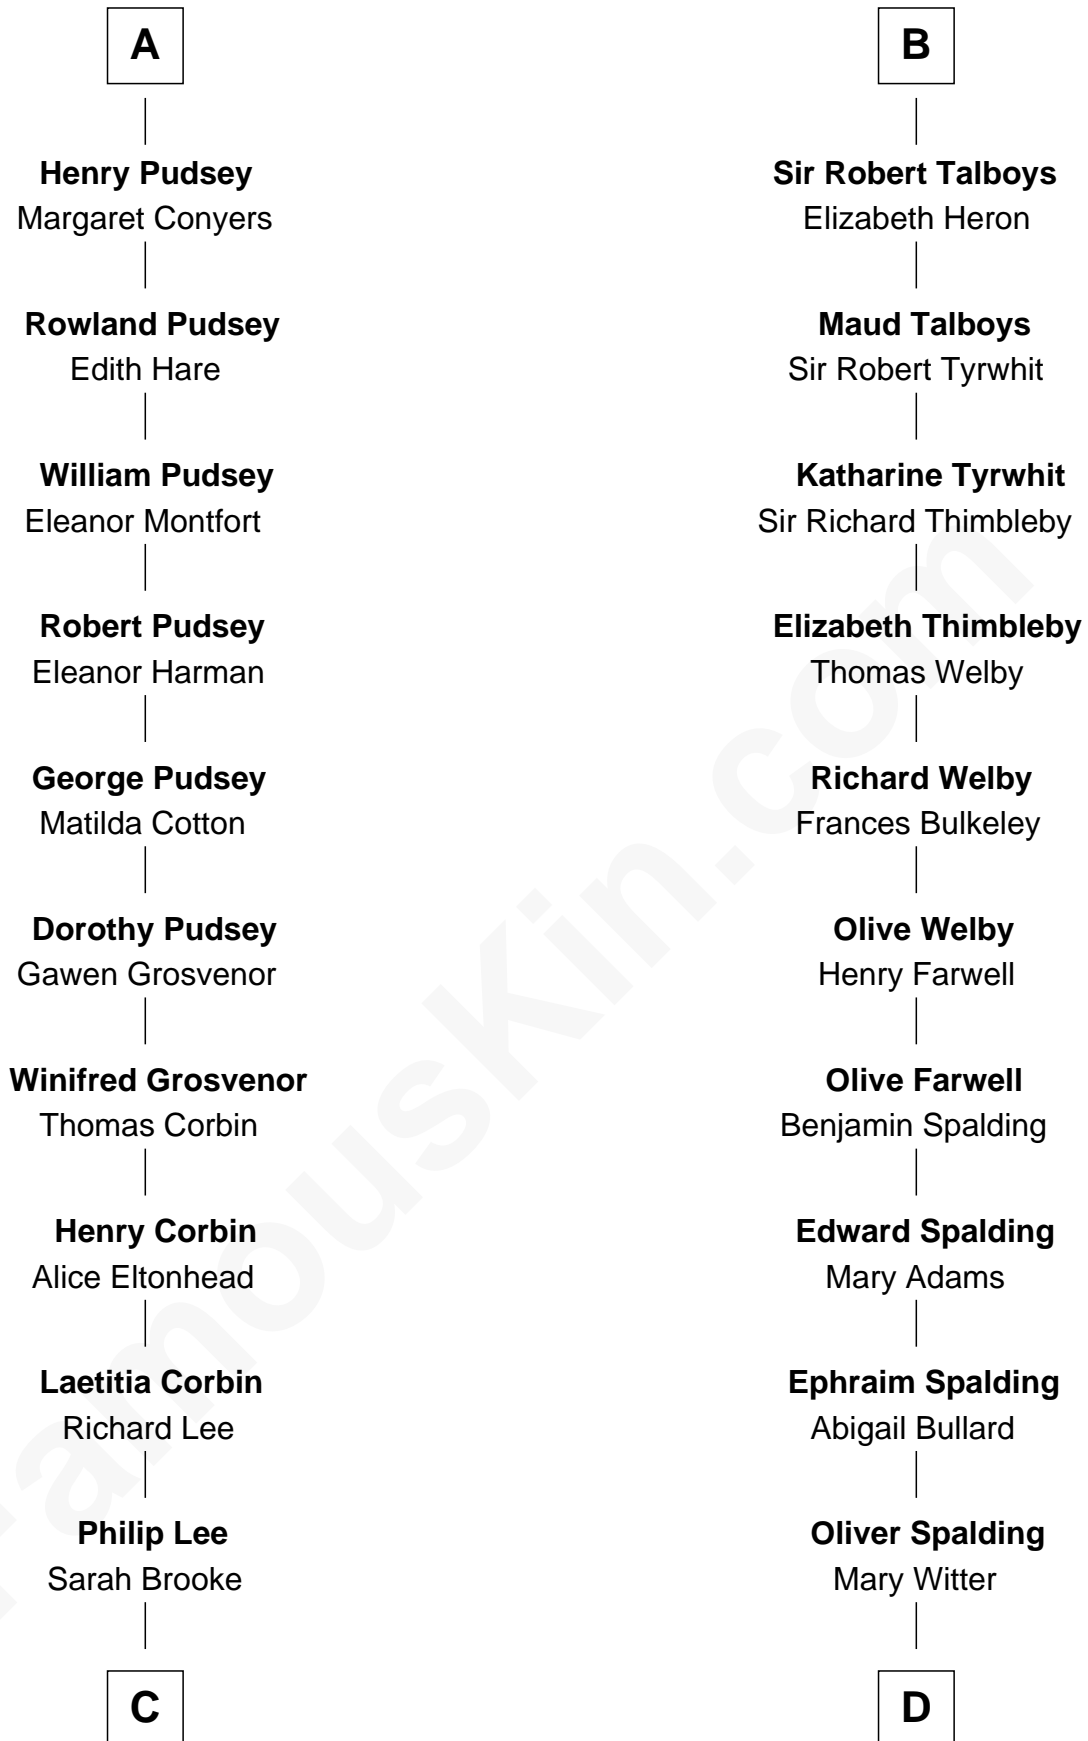 A
Henry Pudsey
Margaret Conyers
Rowland Pudsey
Edith Hare
William Pudsey
Eleanor Montfort
Robert Pudsey
Eleanor Harman
George Pudsey
Matilda Cotton
Dorothy Pudsey
Gawen Grosvenor
Winifred Grosvenor
Thomas Corbin
Henry Corbin
Alice Eltonhead
Laetitia Corbin
Richard Lee
Philip Lee
Sarah Brooke
C
B
Sir Robert Talboys
Elizabeth Heron
Maud Talboys
Sir Robert Tyrwhit
Katharine Tyrwhit
Sir Richard Thimbleby
Elizabeth Thimbleby
Thomas Welby
Richard Welby
Frances Bulkeley
Olive Welby
Henry Farwell
Olive Farwell
Benjamin Spalding
Edward Spalding
Mary Adams
Ephraim Spalding
Abigail Bullard
Oliver Spalding
Mary Witter
D
FamousKin.com